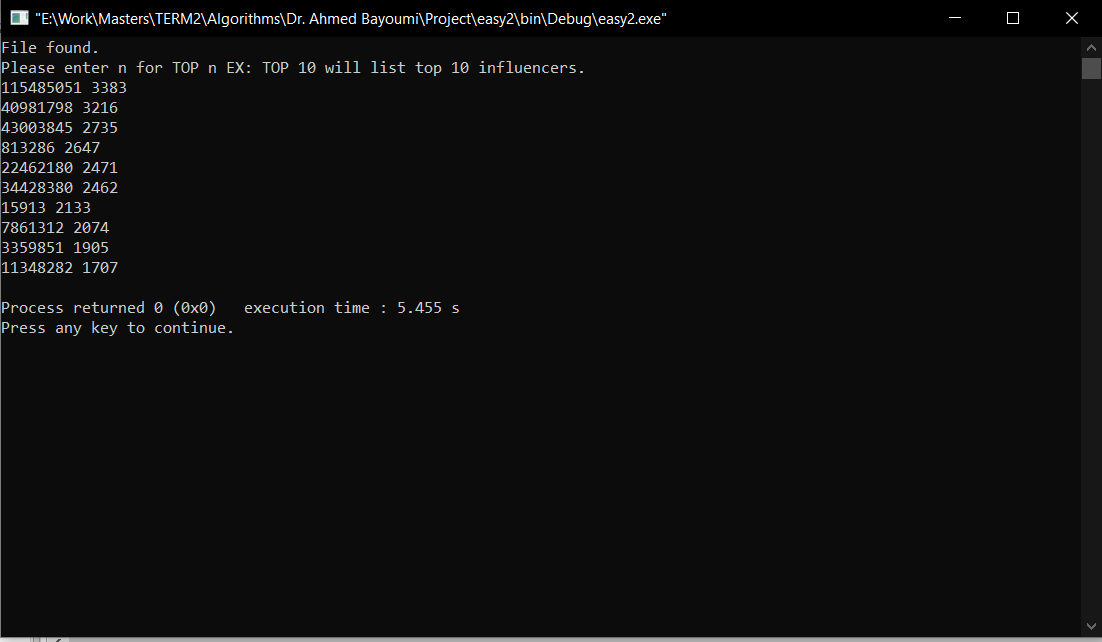 "E:\Work\Masters\TERM2\Algorithms\Dr. Ahmed Bayoumi\Project\easy2\bin\Debug\easy2.exe"
File found.
Please enter n for TOP n EX: TOP 10 will list top 10 influencers.
115485051 3383
40981798 3216
43003845 2735
813286 2647
22462180 2471
34428380 2462
15913 2133
7861312 2074
3359851 1905
11348282 1707
Process returned 0 (0x0)   execution time : 5.455 s
Press any key to continue.